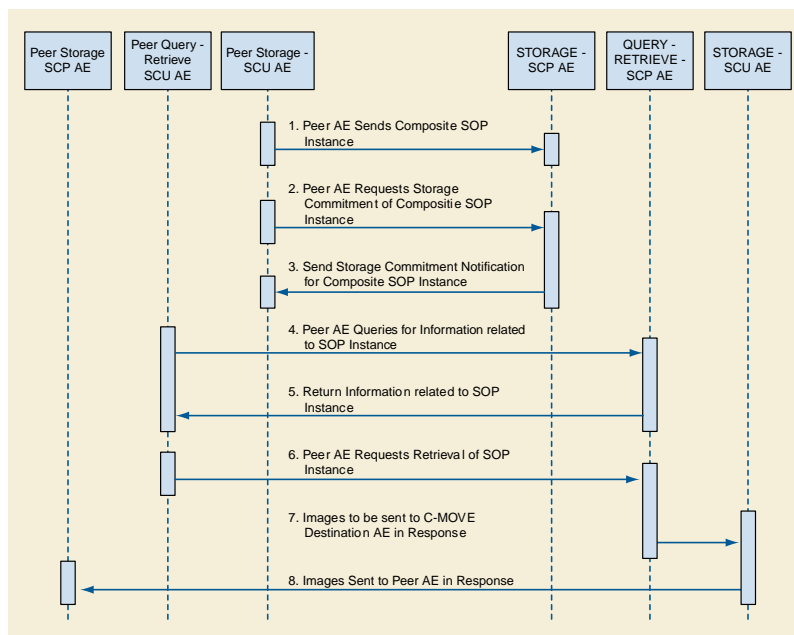 Peer Storage
SCP AE
Peer Query -
Retrieve
SCU AE
Peer Storage -
SCU AE
STORAGE -
SCP AE
QUERY -
RETRIEVE -
SCP AE
STORAGE -
SCU AE
1. Peer AE Sends Composite SOP
Instance
2. Peer AE Requests Storage
Commitment of Compositie SOP
Instance
3. Send Storage Commitment Notification
for Composite SOP Instance
4. Peer AE Queries for Information related
to SOP Instance
5. Return Information related to SOP
Instance
6. Peer AE Requests Retrieval of SOP
Instance
7. Images to be sent to C-MOVE
Destination AE in Response
8. Images Sent to Peer AE in Response